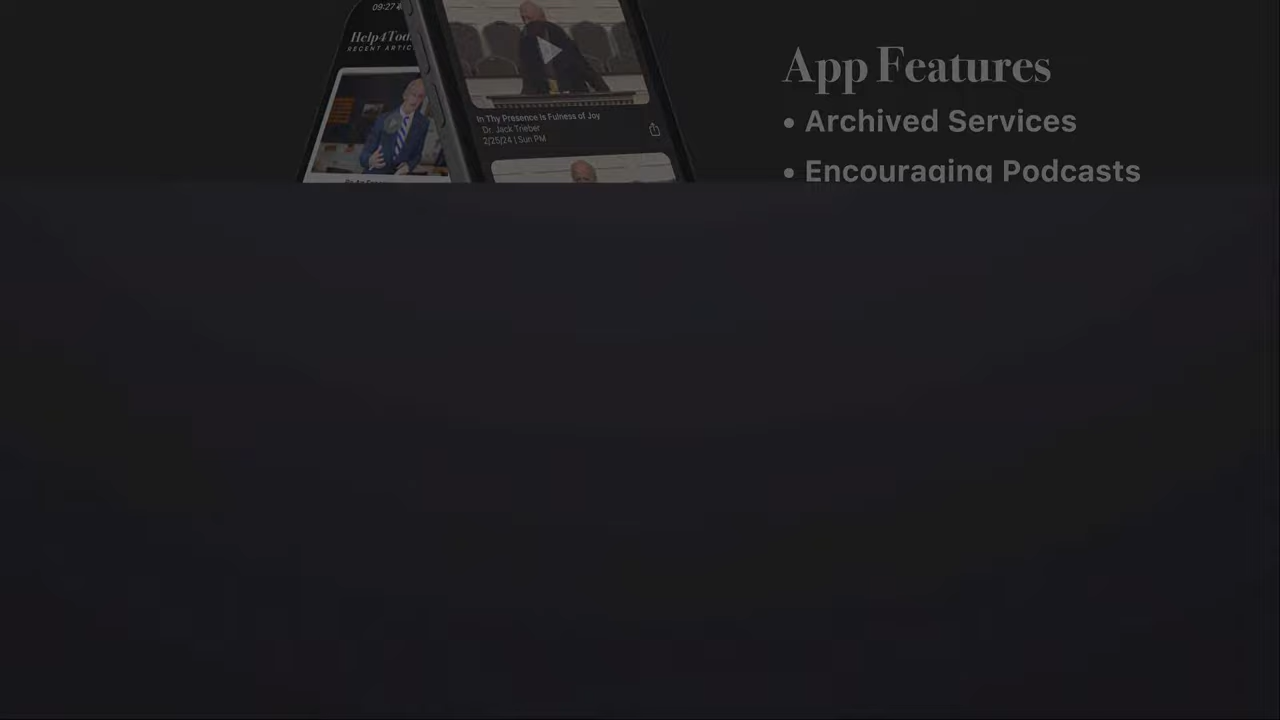 09:27
Help4Tod
RECENT ARTIC
In Thy Presence Is Fulness of Joy
Dr. Jack Trieber
2/25/24 | Sun PM
App Features
• Archived Services
• Encouraging Podcasts